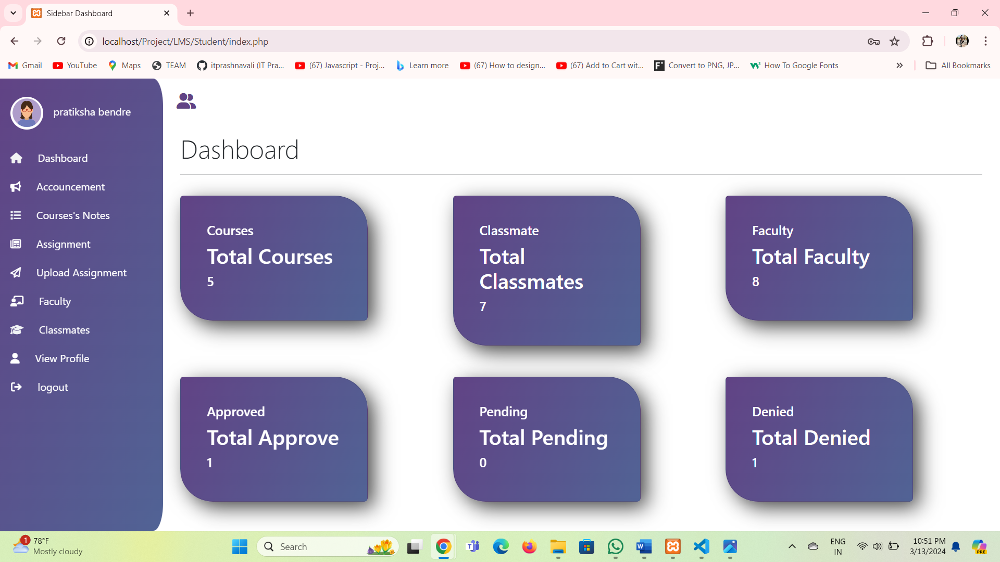 Sidebar Dashboard
localhost/Project/LMS/Student/index.php
Gmail
YouTube
Maps
TEAM
itprashnavali (IT Pra...
(67) Javascript - Proj...
Learn more
(67) How to design...
(67) Add to Cart wit...
Convert to PNG, JP...
How To Google Fonts
All Bookmarks
pratiksha bendre
Dashboard
Accouncement
Courses's Notes
Assignment
Upload Assignment
Faculty
Classmates
View Profile
logout
Dashboard
Courses
Total Courses
5
Classmate
Total
Classmates
7
Faculty
Total Faculty
8
Approved
Total Approve
1
Pending
Total Pending
0
Denied
Total Denied
1
1
78°F
Mostly cloudy
Search
ENG
IN
10:51 PM
3/13/2024
PRE